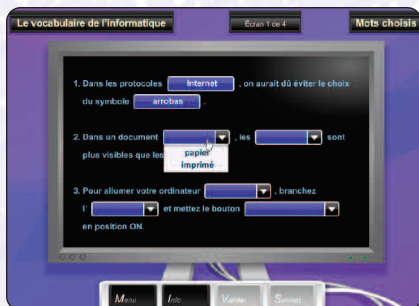 Le vocabulaire de l'informatique
Écran 1 de 4
Mots choisis
1. Dans les protocoles Internet , on aurait dû éviter le choix
du symbole arrobas .
2. Dans un document , les sont
plus visibles que les
papier
imprimé
3. Pour allumer votre ordinateur , branchez
l' et mettez le bouton
en position ON.
Menu
Info
Valider
Suivant